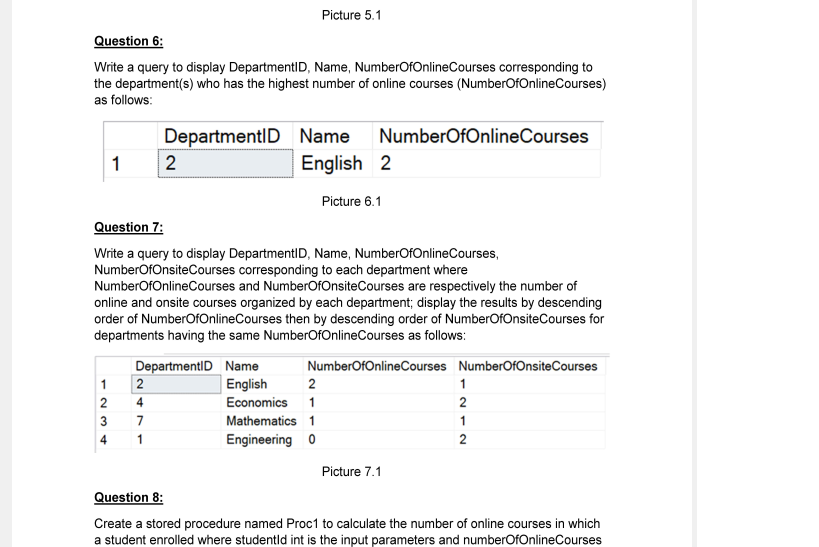 Picture 5.1
Question 6:
Write a query to display DepartmentID, Name, NumberOfOnlineCourses corresponding to
the department(s) who has the highest number of online courses (NumberOfOnlineCourses)
as follows:
DepartmentID Name NumberOfOnlineCourses
1 2 English 2
Picture 6.1
Question 7:
Write a query to display DepartmentID, Name, NumberOfOnlineCourses,
NumberOfOnsiteCourses corresponding to each department where
NumberOfOnlineCourses and NumberOfOnsiteCourses are respectively the number of
online and onsite courses organized by each department; display the results by descending
order of NumberOfOnlineCourses then by descending order of NumberOfOnsiteCourses for
departments having the same NumberOfOnlineCourses as follows:
DepartmentID Name NumberOfOnlineCourses NumberOfOnsiteCourses
1 2 English 2 1
2 4 Economics 1 2
3 7 Mathematics 1 1
4 1 Engineering 0 2
Picture 7.1
Question 8:
Create a stored procedure named Proc1 to calculate the number of online courses in which
a student enrolled where studentId int is the input parameters and numberOfOnlineCourses